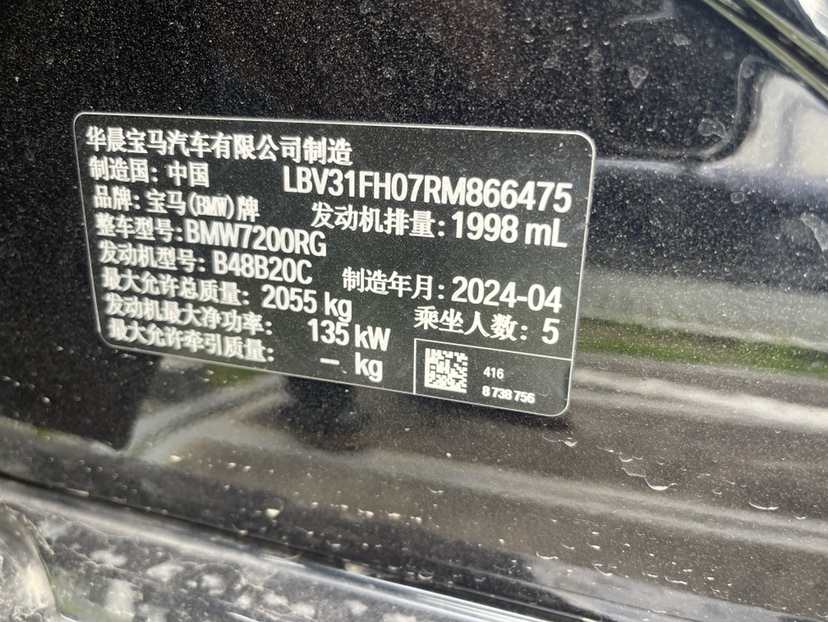 华晨宝马汽车有限公司制造
制造国: 中国 LBV31FH07RM866475
品牌: 宝马(BMW)牌 发动机排量: 1998 mL
整车型号: BMW7200RG
发动机型号: B48B20C 制造年月: 2024-04
最大允许总质量: 2055 kg 乘坐人数: 5
发动机最大净功率: 135 kW
最大允许牵引质量: – kg
416
8 738 756